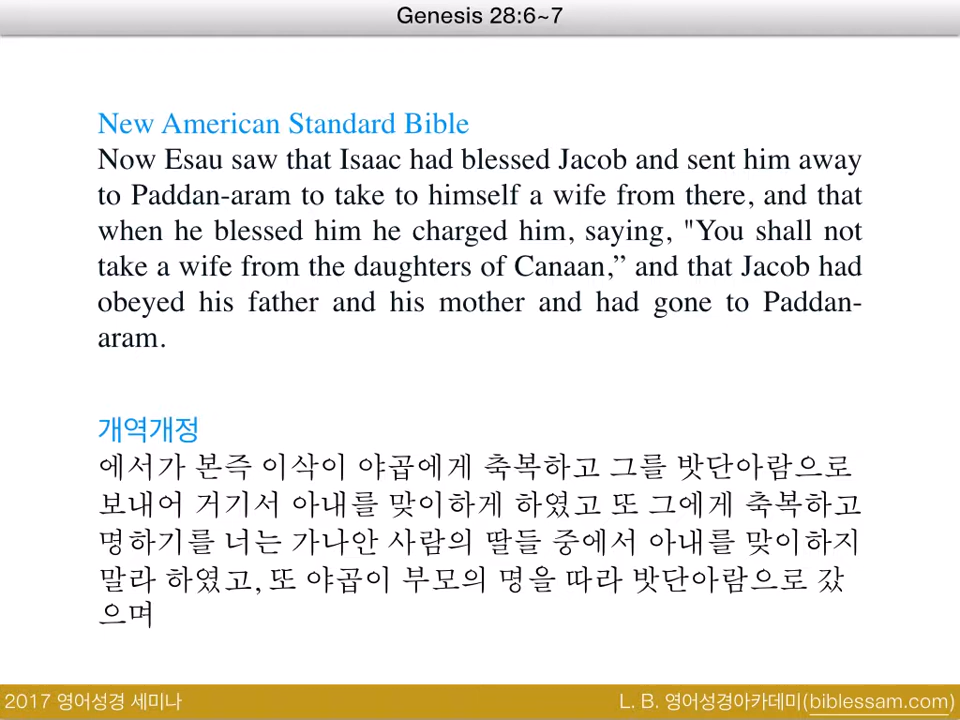 Genesis 28:6~7
New American Standard Bible
Now Esau saw that Isaac had blessed Jacob and sent him away
to Paddan-aram to take to himself a wife from there, and that
when he blessed him he charged him, saying, "You shall not
take a wife from the daughters of Canaan,” and that Jacob had
obeyed his father and his mother and had gone to Paddan-
aram.
개역개정
에서가 본즉 이삭이 야곱에게 축복하고 그를 밧단아람으로
보내어 거기서 아내를 맞이하게 하였고 또 그에게 축복하고
명하기를 너는 가나안 사람의 딸들 중에서 아내를 맞이하지
말라 하였고, 또 야곱이 부모의 명을 따라 밧단아람으로 갔
으며
2017 영어성경 세미나
L. B. 영어성경아카데미(biblessam.com)